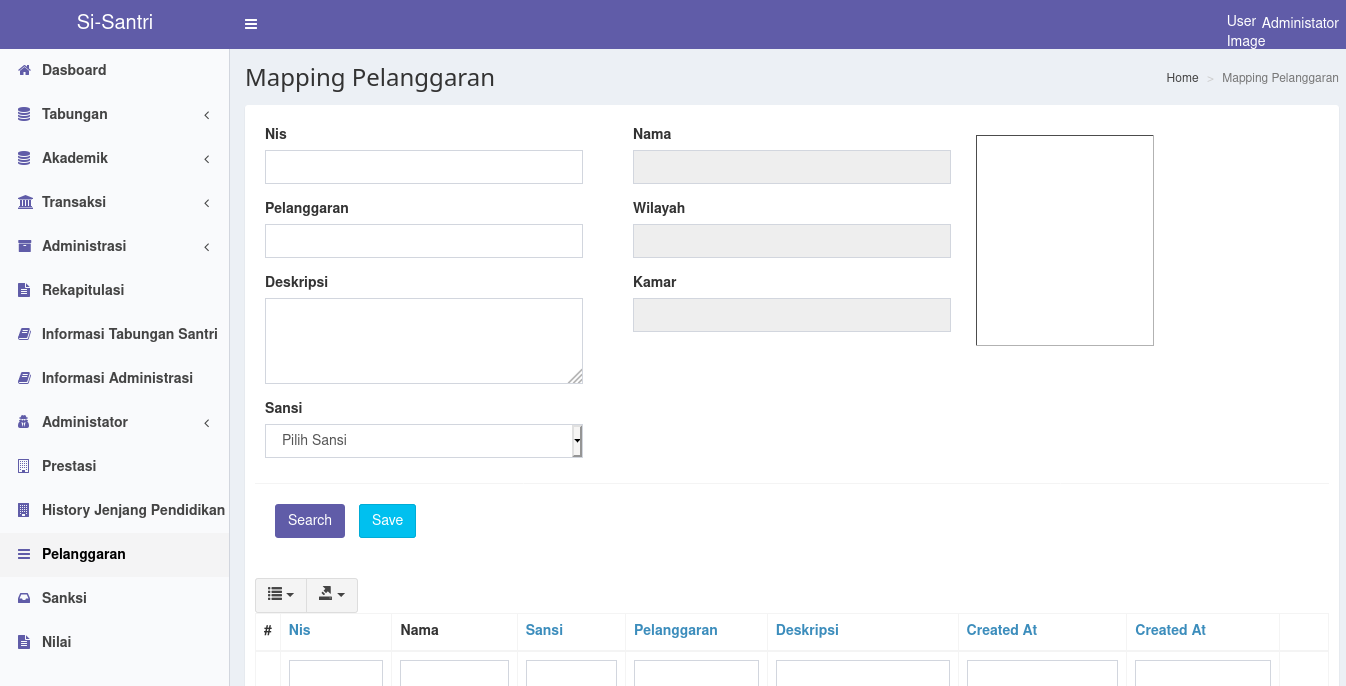 Si-Santri
User Image
Administator
Dasboard
Tabungan
Akademik
Transaksi
Administrasi
Rekapitulasi
Informasi Tabungan Santri
Informasi Administrasi
Administator
Prestasi
History Jenjang Pendidikan
Pelanggaran
Sanksi
Nilai
Mapping Pelanggaran
Home > Mapping Pelanggaran
Nis
Pelanggaran
Deskripsi
Sansi
Pilih Sansi
Nama
Wilayah
Kamar
Search Save
# Nis Nama Sansi Pelanggaran Deskripsi Created At Created At